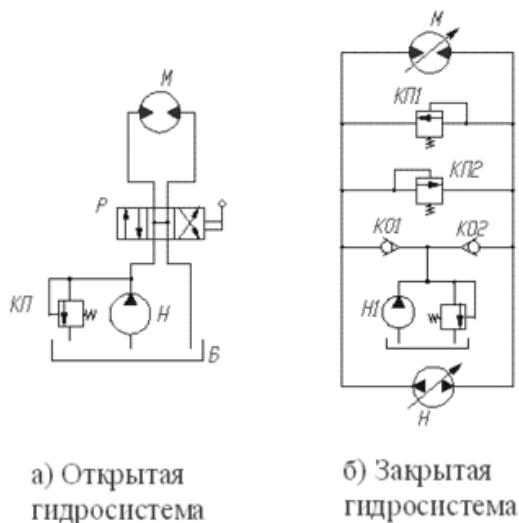 М
Р
КП
Н
Б
а) Открытая
гидросистема
М
КП1
КП2
КО1
КО2
Н1
Н
б) Закрытая
гидросистема